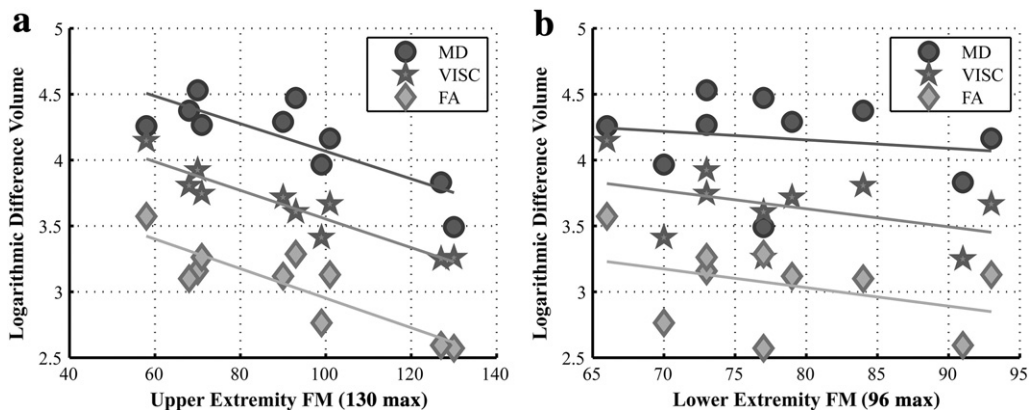 a
5
4.5
4
3.5
3
2.5
Logarithmic Difference Volume
40 60 80 100 120 140
Upper Extremity FM (130 max)
MD
VISC
FA
b
5
4.5
4
3.5
3
2.5
Logarithmic Difference Volume
65 70 75 80 85 90 95
Lower Extremity FM (96 max)
MD
VISC
FA